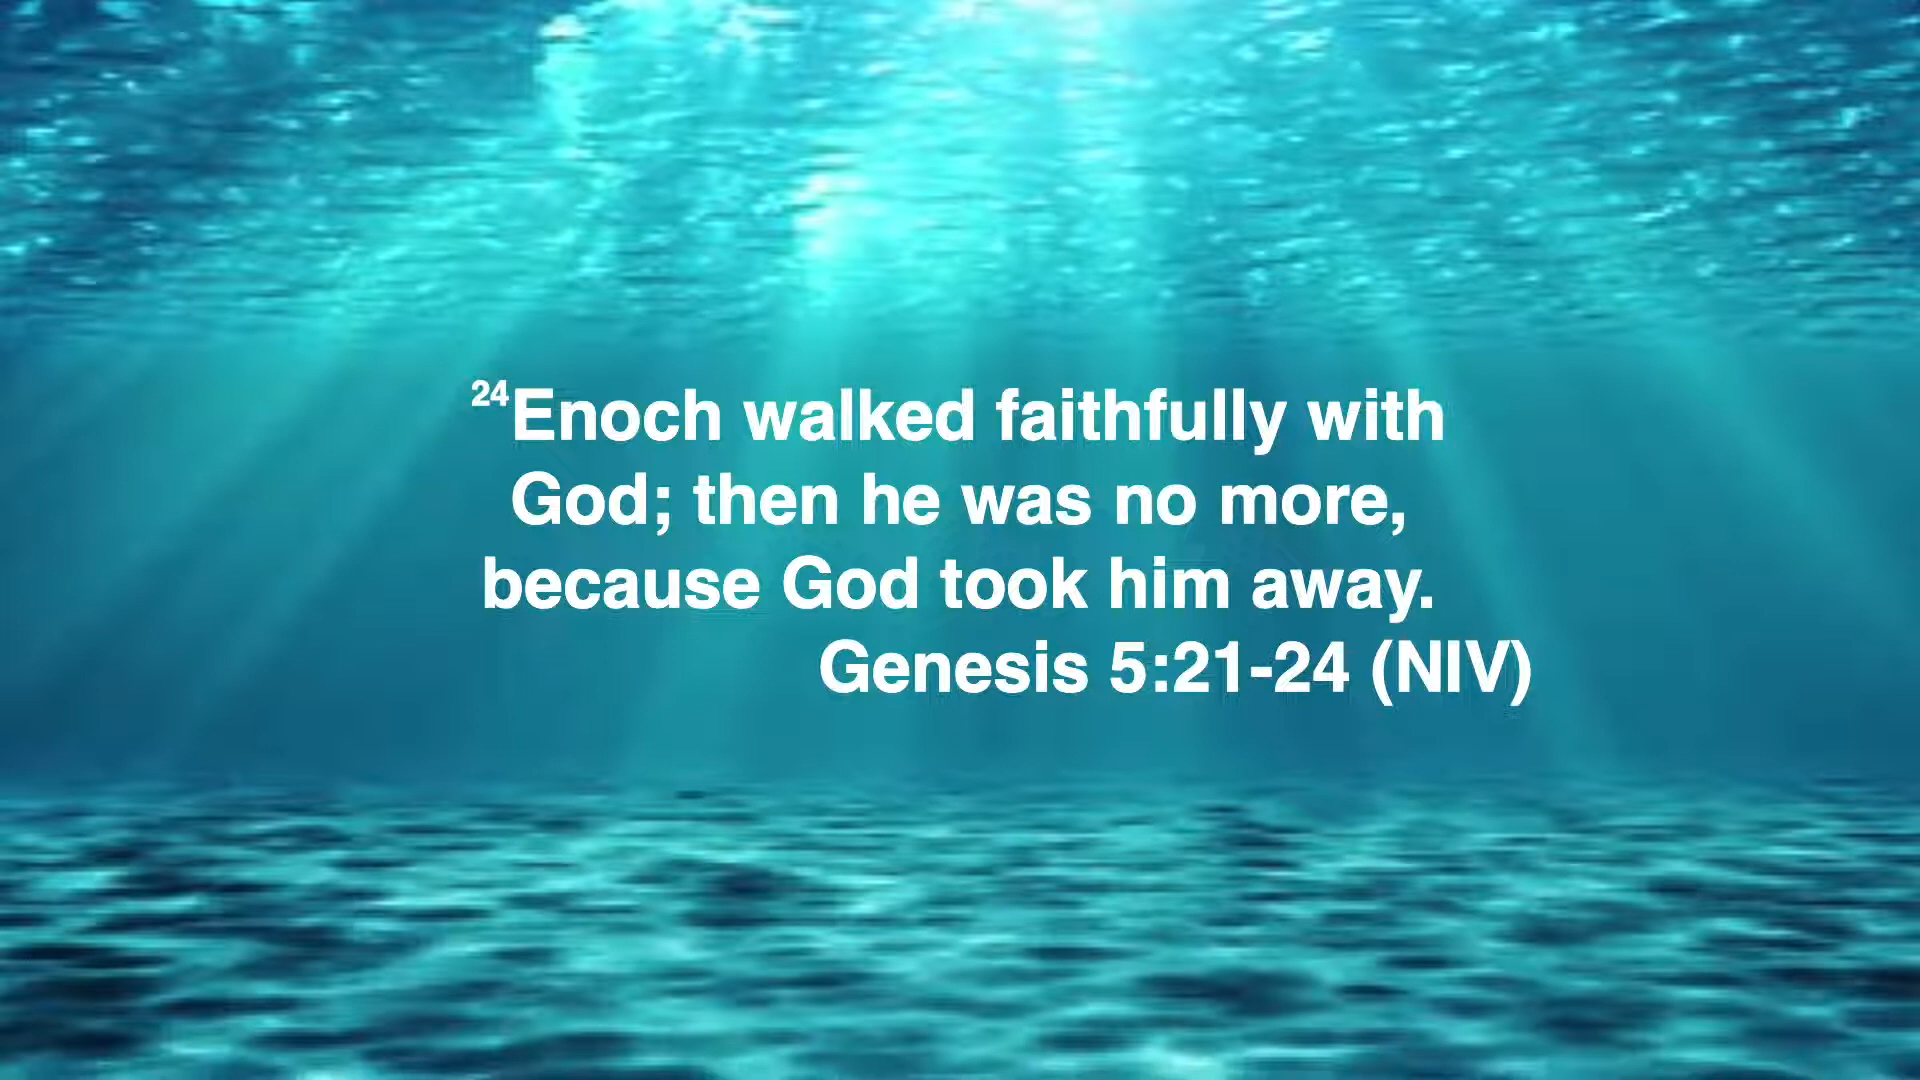 24Enoch walked faithfully with
God; then he was no more,
because God took him away.
Genesis 5:21-24 (NIV)